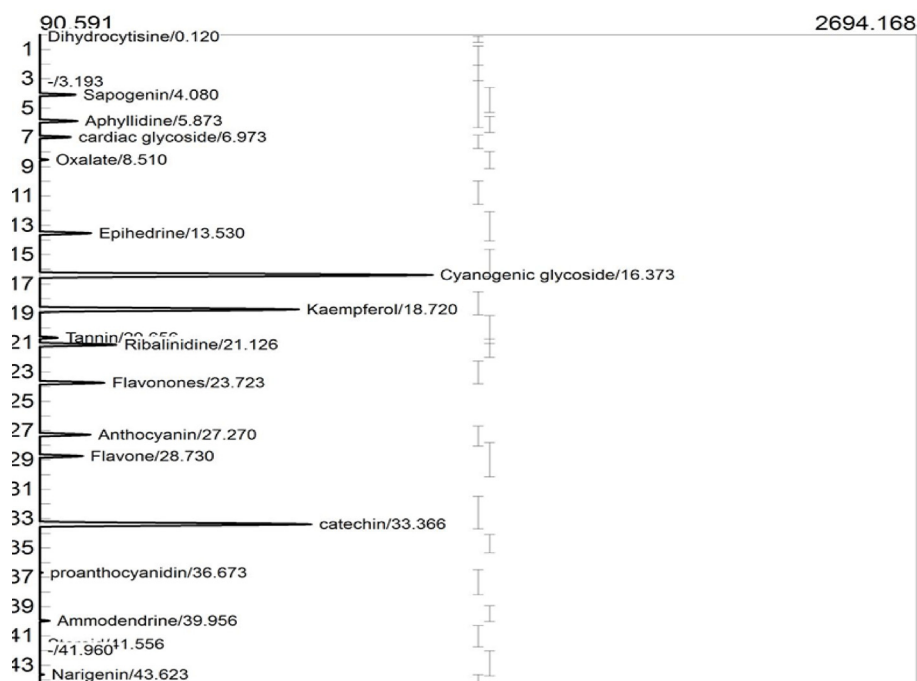 90.591 2694.168
Dihydrocytisine/0.120
1
3
-/3.193
Sapogenin/4.080
5
Aphyllidine/5.873
7
cardiac glycoside/6.973
Oxalate/8.510
9
11
13
Epihedrine/13.530
15
Cyanogenic glycoside/16.373
17
Kaempferol/18.720
19
Tannin/
21
Ribalinidine/21.126
23
Flavonones/23.723
25
27
Anthocyanin/27.270
Flavone/28.730
29
31
33
catechin/33.366
35
proanthocyanidin/36.673
37
39
Ammodendrine/39.956
41
-/41.960
43
Narigenin/43.623